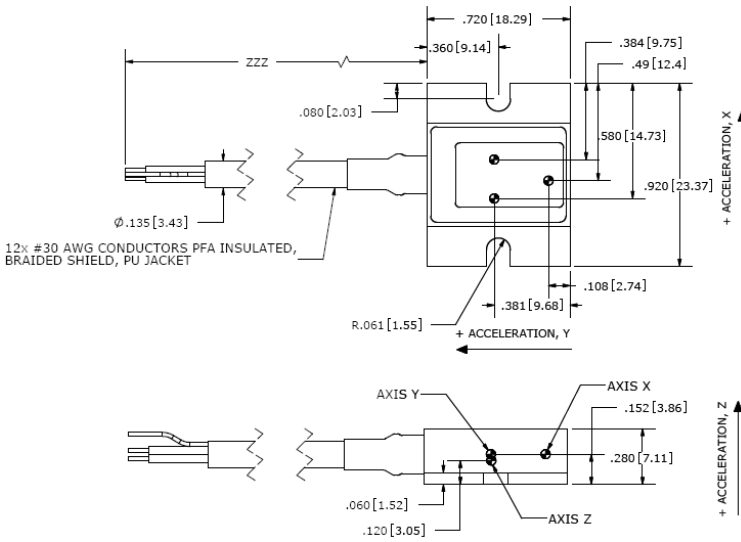 .720 [18.29]
.360 [9.14]
.384 [9.75]
.49 [12.4]
ZZZ
.080 [2.03]
.580 [14.73]
.920 [23.37]
+ ACCELERATION, X
Ø.135 [3.43]
12x #30 AWG CONDUCTORS PFA INSULATED,
BRAIDED SHIELD, PU JACKET
.108 [2.74]
.381 [9.68]
R.061 [1.55]
+ ACCELERATION, Y
AXIS Y
AXIS X
.152 [3.86]
.280 [7.11]
+ ACCELERATION, Z
.060 [1.52]
.120 [3.05]
AXIS Z